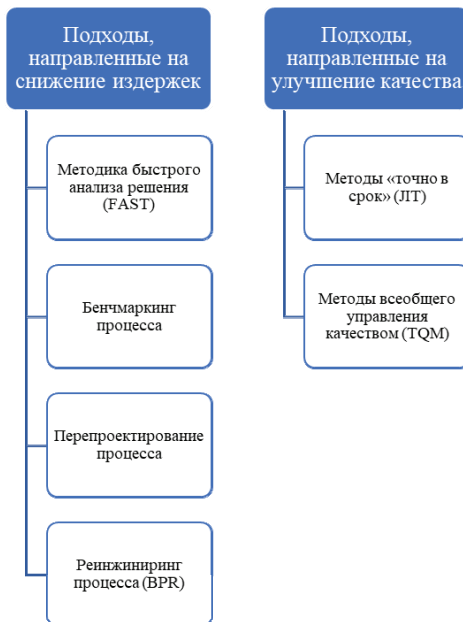 Подходы,
направленные на
снижение издержек
Методика быстрого
анализа решения
(FAST)
Бенчмаркинг
процесса
Перепроектирование
процесса
Реинжиниринг
процесса (BPR)
Подходы,
направленные на
улучшение качества
Методы «точно в
срок» (JIT)
Методы всеобщего
управления
качеством (TQM)